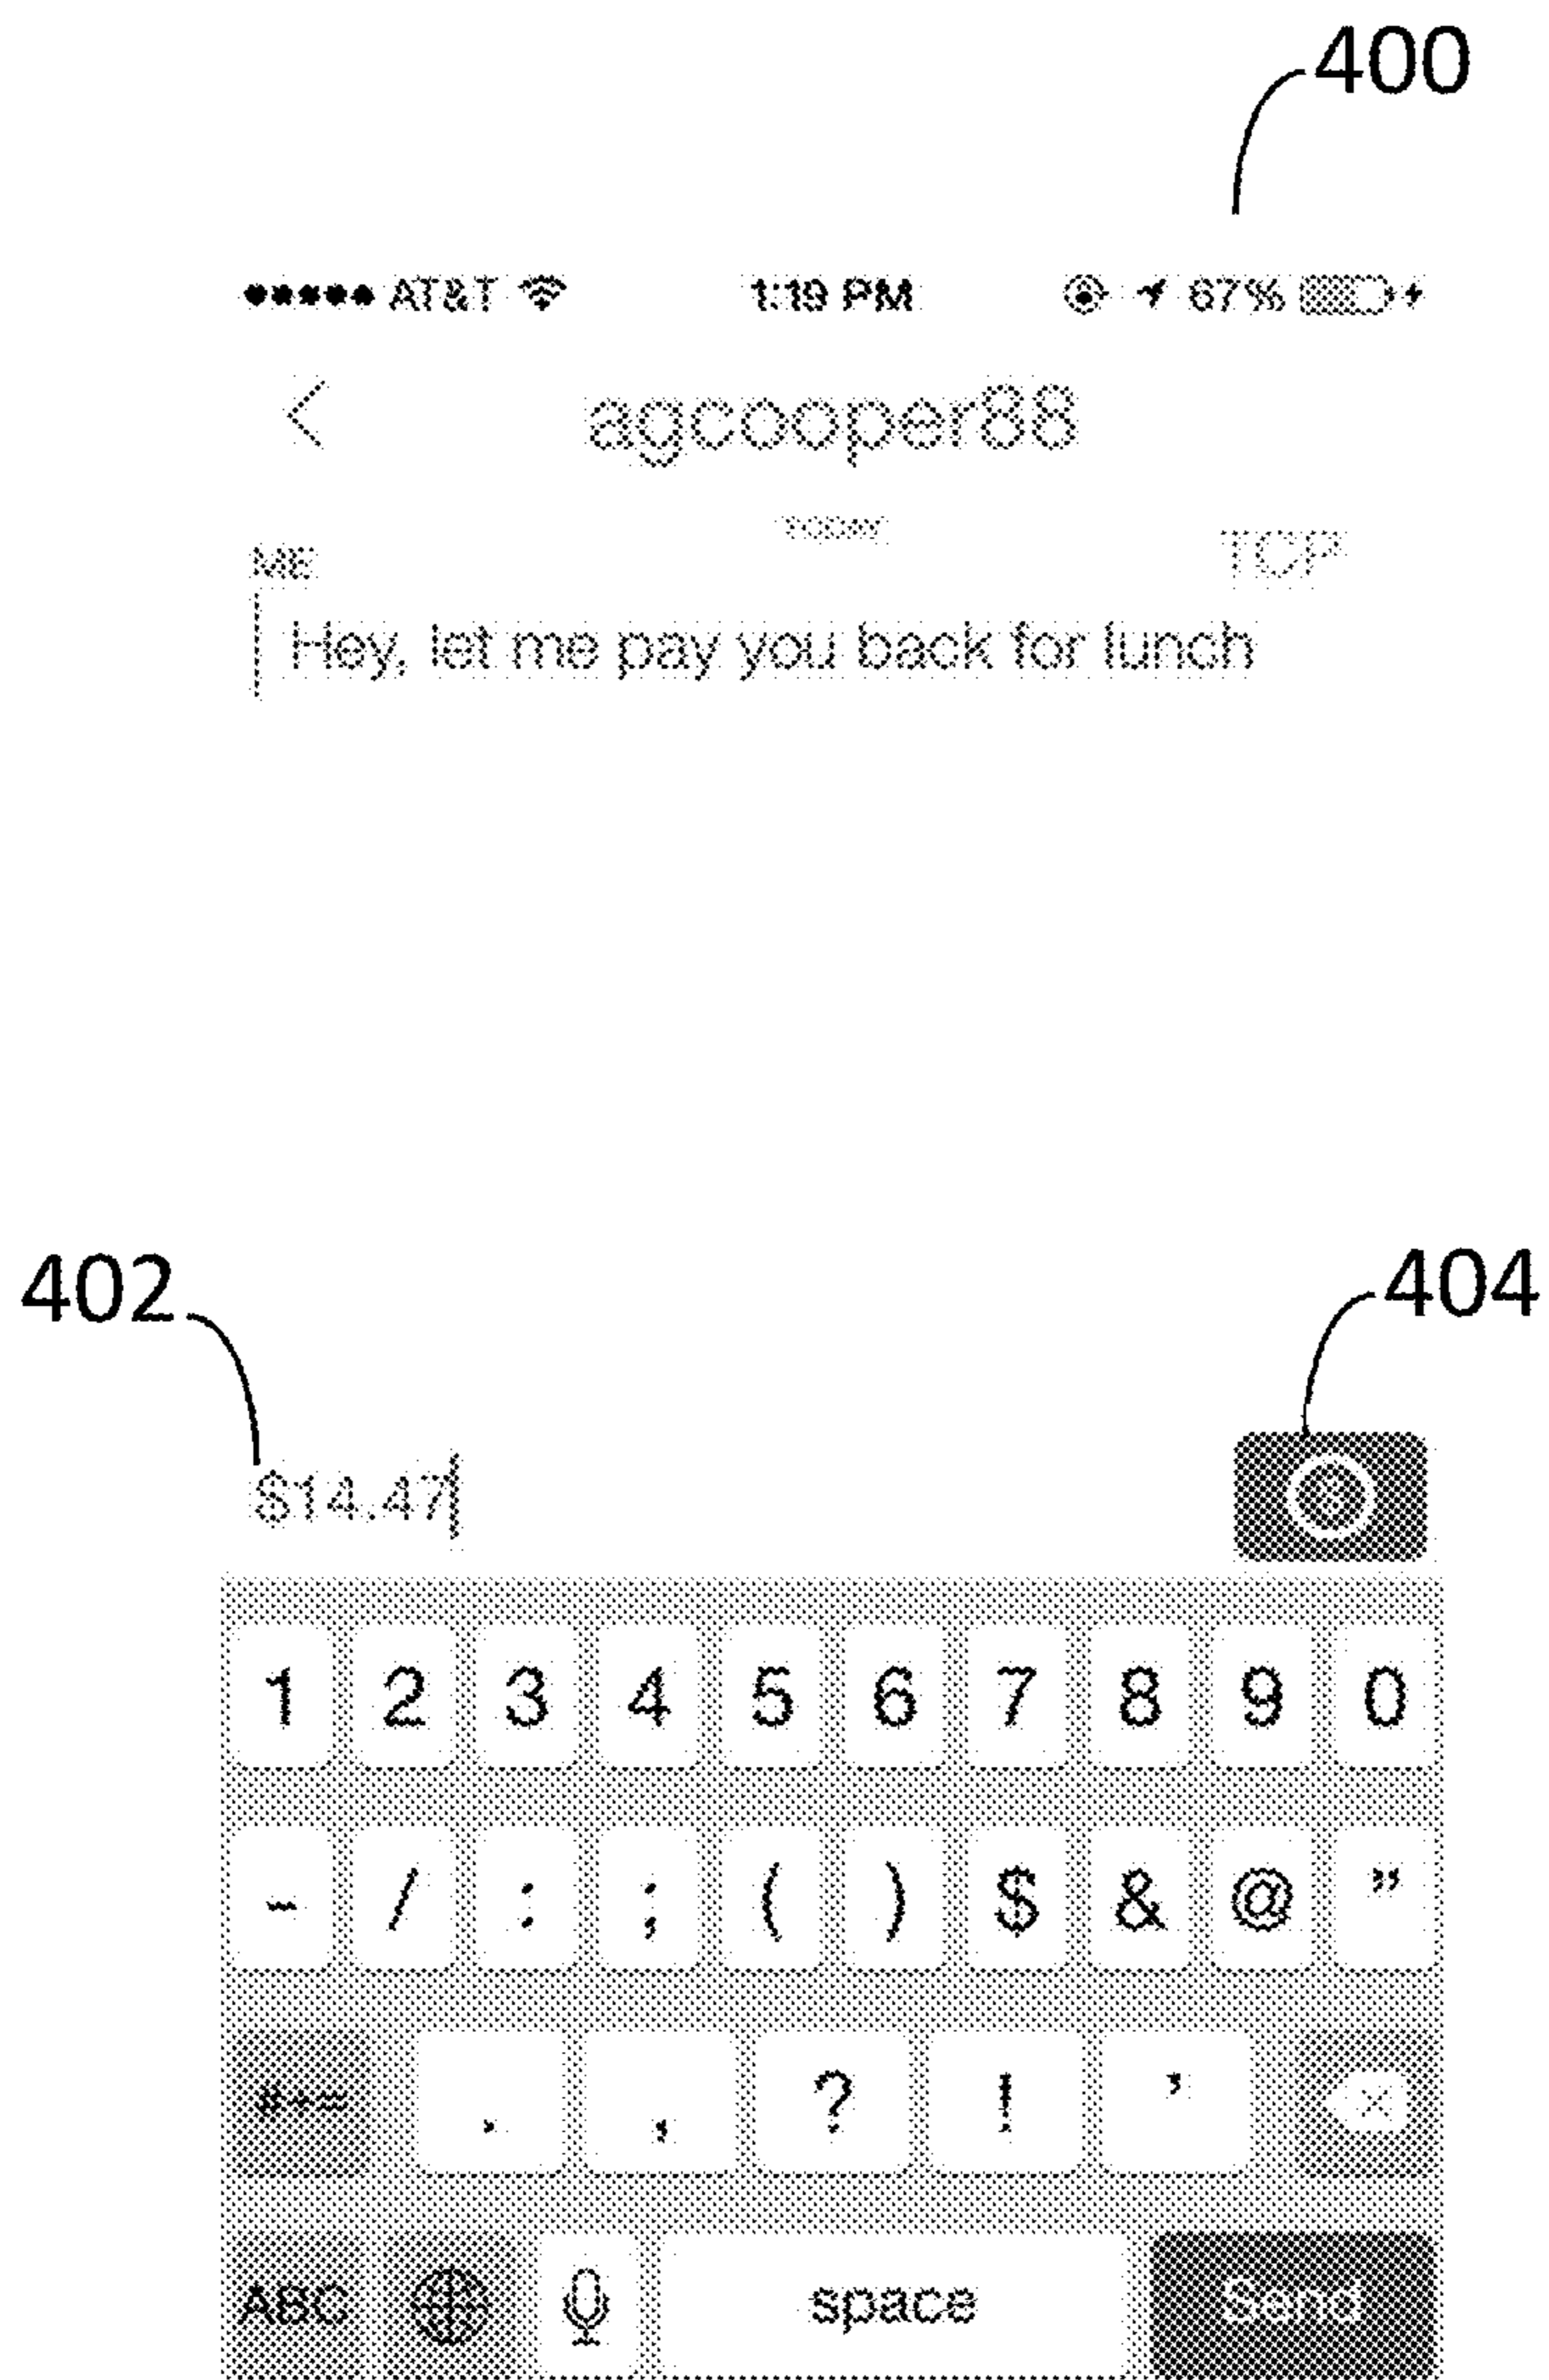 400
AT&T 1:19 PM 67%
< agcooper88
TODAY
ME TCP
Hey, let me pay you back for lunch
402 404
$14.47
1 2 3 4 5 6 7 8 9 0
- / : ; ( ) $ & @ "
#+= . , ? ! '
ABC space Send